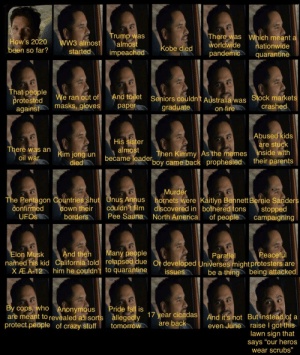 How's 2020
been so far?
WW3 almost
started
Trump was
almost
impeached
Kobe died
There was
worldwide
pandemic
Which meant a
nationwide
quarantine
That people
protested
against
We ran out of
masks, gloves
And toilet
paper
Seniors couldn't
graduate
Australia was
on fire
Stock markets
crashed
There was an
oil war
Kim jong un
died
His sister
almost
became leader
Then Kimmy
boy came back
As the memes
prophesied
Abused kids
are stuck
inside with
their parents
The Pentagon
confirmed
UFOs
Countries shut
down their
borders
Unus Annus
couldn't film
Pee Sauna
Murder
hornets were
discovered in
North America
Kaitlyn Bennett
bothered tons
of people
Bernie Sanders
stopped
campaigning
Elon Musk
named his kid
X Æ A-12
And then
California told
him he couldn't
Many people
relapsed due
to quarantine
Or developed
issues
Parallel
Universes might
be a thing
Peaceful
protesters are
being attacked
By cops, who
are meant to
protect people
Anonymous
revealed a's sorts
of crazy stuff
Pride fell is
allegedly
tomorrow
17 year cicadas
are back
And it's not
even June
But instead of a
raise I got this
sign that
says "our heroe
wear scrubs"